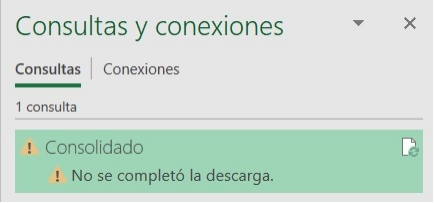 Consultas y conexiones
Consultas | Conexiones
1 consulta
Consolidado
No se completó la descarga.